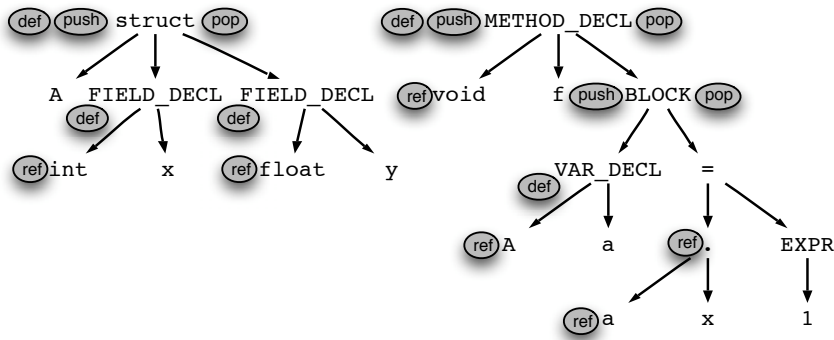 def push struct pop def push METHOD_DECL pop
A FIELD_DECL FIELD_DECL ref void f push BLOCK pop
def def
ref int x ref float y def VAR_DECL =
ref A a ref . EXPR
ref a x 1